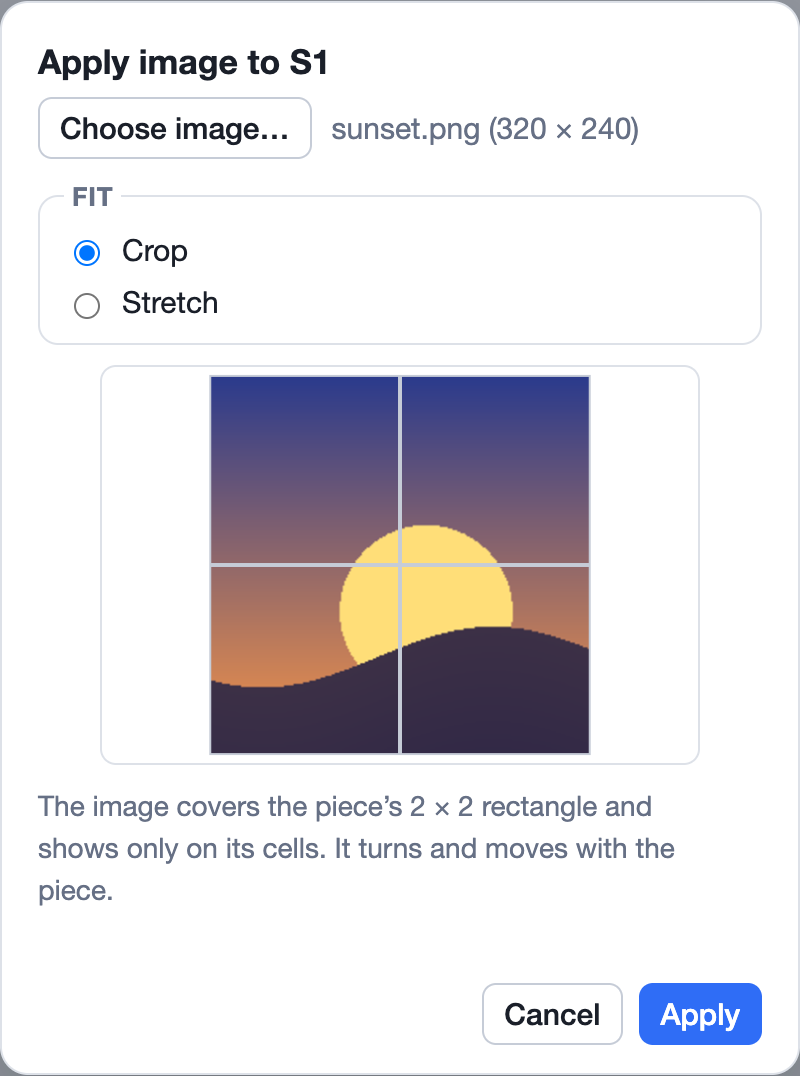 Apply image to S1
Choose image… sunset.png (320 × 240)
FIT
Crop
Stretch
The image covers the piece’s 2 × 2 rectangle and
shows only on its cells. It turns and moves with the
piece.
Cancel Apply